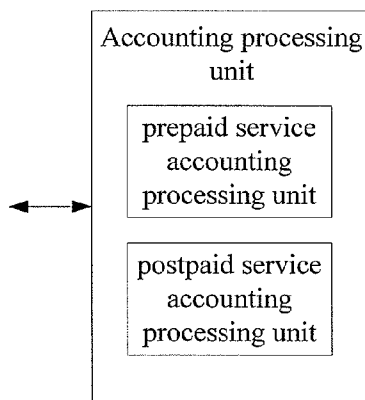 Accounting processing
unit
prepaid service
accounting
processing unit
postpaid service
accounting
processing unit